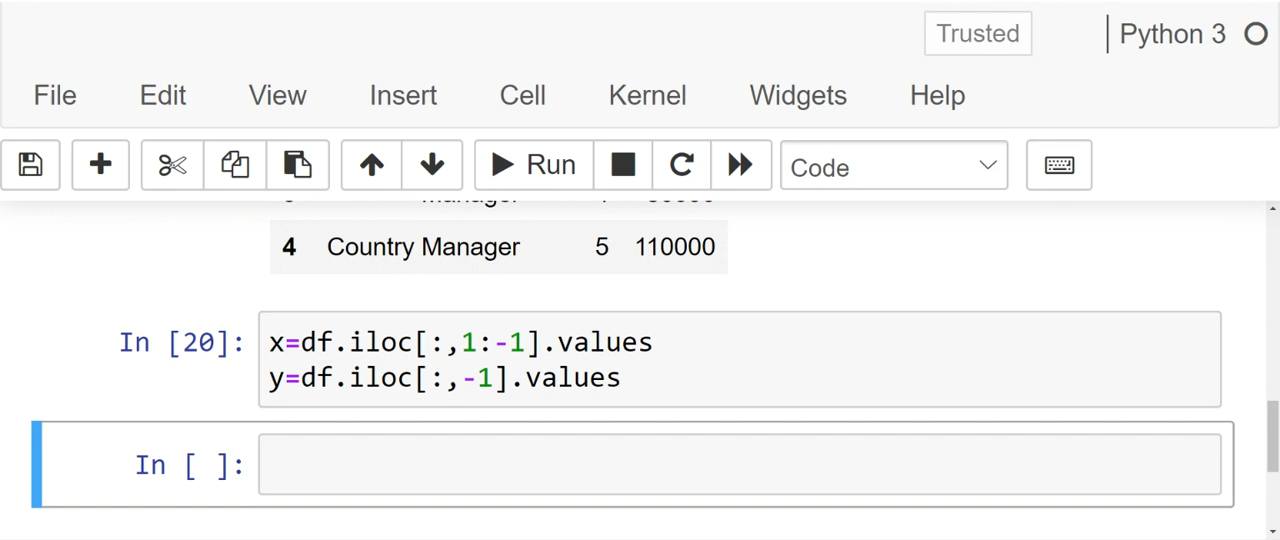 Trusted
Python 3
File Edit View Insert Cell Kernel Widgets Help
Run
Code
4 Country Manager 5 110000
In [20]: x=df.iloc[:,1:-1].values
y=df.iloc[:,-1].values
In [ ]: